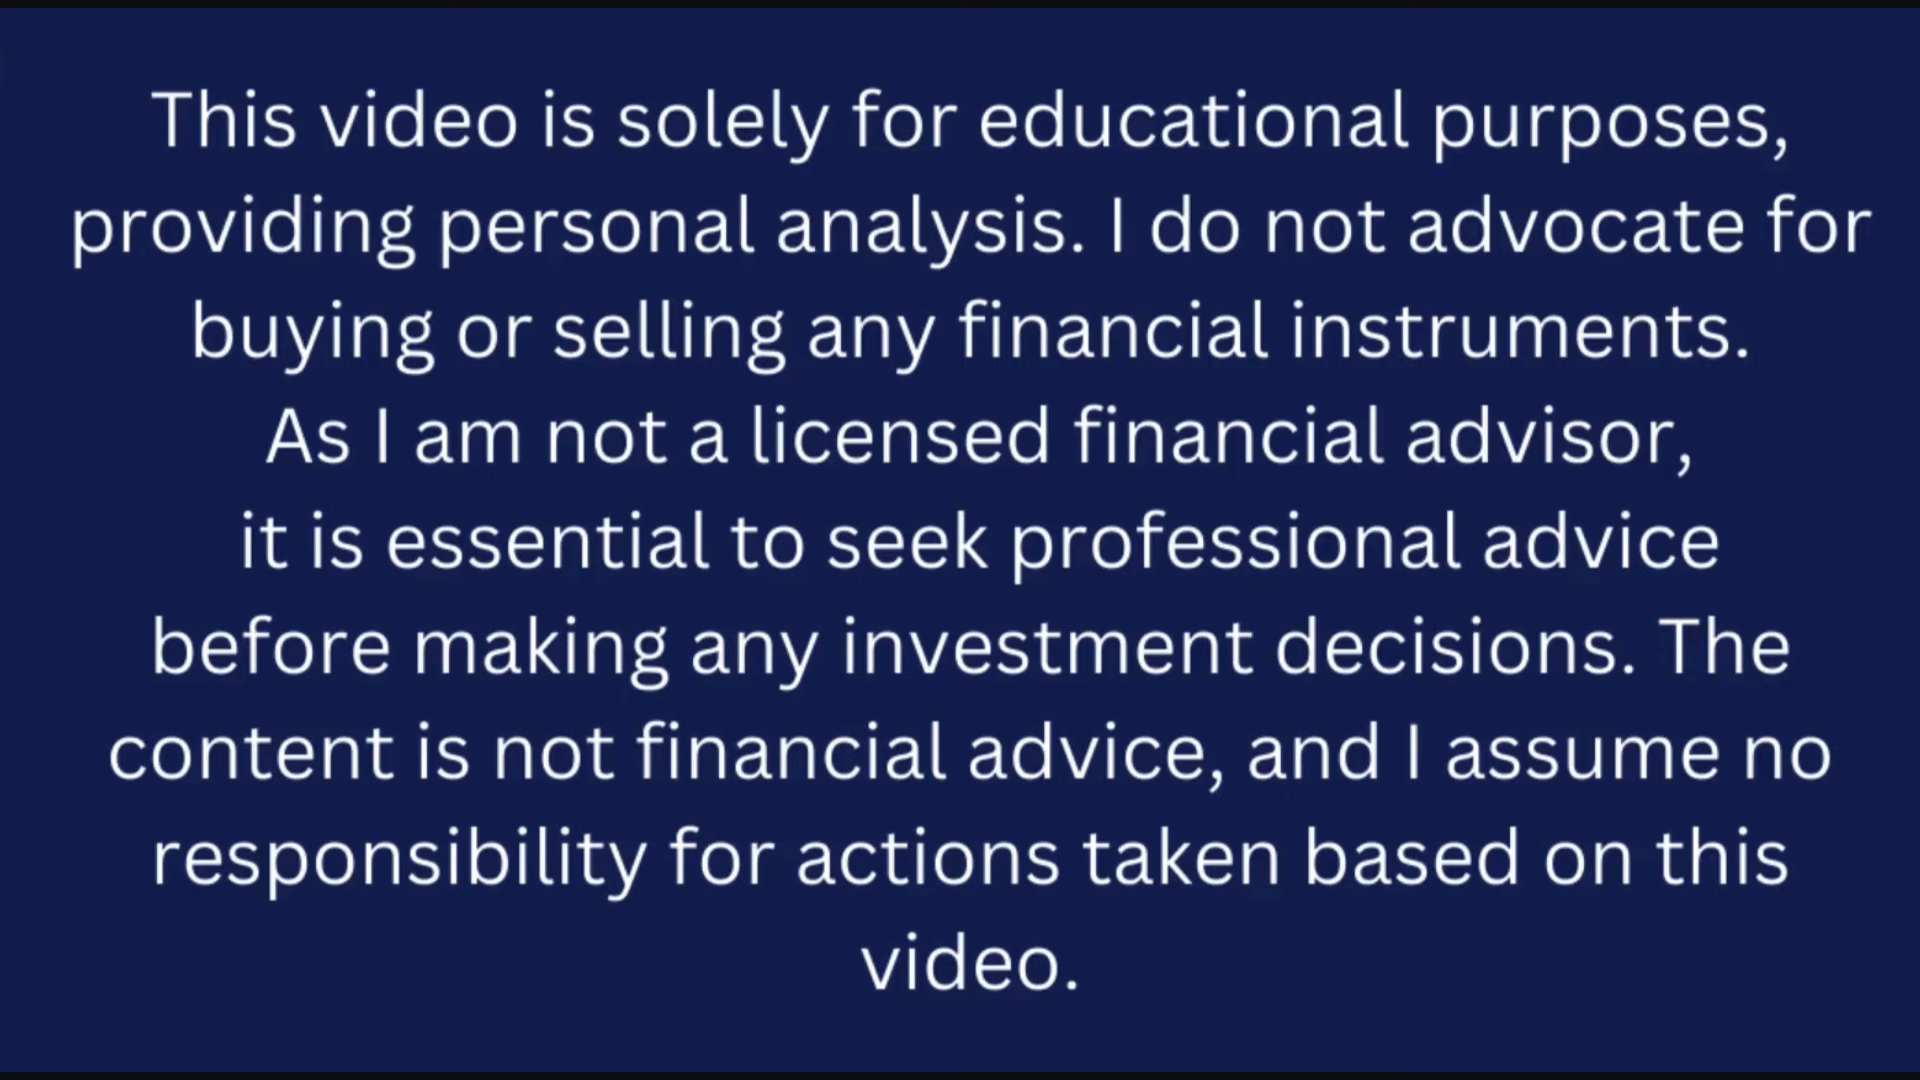 This video is solely for educational purposes,
providing personal analysis. I do not advocate for
buying or selling any financial instruments.
As I am not a licensed financial advisor,
it is essential to seek professional advice
before making any investment decisions. The
content is not financial advice, and I assume no
responsibility for actions taken based on this
video.